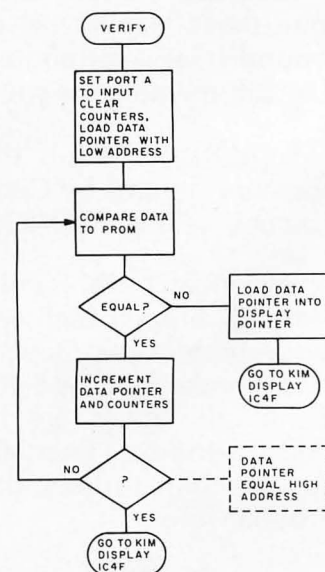 VERIFY
SET PORT A
TO INPUT
CLEAR
COUNTERS,
LOAD DATA
POINTER WITH
LOW ADDRESS
COMPARE DATA
TO PROM
EQUAL?
NO
YES
LOAD DATA
POINTER INTO
DISPLAY
POINTER
GO TO KIM
DISPLAY
IC4F
INCREMENT
DATA POINTER
AND COUNTERS
NO
?
YES
DATA
POINTER
EQUAL HIGH
ADDRESS
GO TO KIM
DISPLAY
IC4F